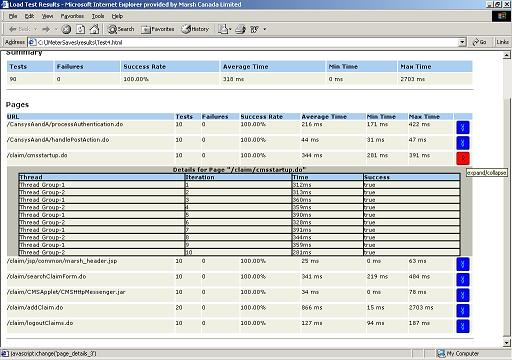 Load Test Results - Microsoft Internet Explorer provided by Marsh Canada Limited
File Edit View Favorites Tools Help
Back Search Favorites History
Address C:\JMeterSaves\results\Test4.html Go Links
Summary
Tests Failures Success Rate Average Time Min Time Max Time
90 0 100.00% 318 ms 0 ms 2703 ms
Pages
URL Tests Failures Success Rate Average Time Min Time Max Time
/CansysAandA/processAuthentication.do 10 0 100.00% 216 ms 171 ms 422 ms
/CansysAandA/handlePostAction.do 10 0 100.00% 44 ms 31 ms 47 ms
/claim/cmsstartup.do 10 0 100.00% 344 ms 281 ms 391 ms
expand/collapse
Details for Page "/claim/cmsstartup.do"
Thread Iteration Time Success
Thread Group-1 1 312ms true
Thread Group-2 2 313ms true
Thread Group-1 3 360ms true
Thread Group-2 4 359ms true
Thread Group-2 5 390ms true
Thread Group-2 6 328ms true
Thread Group-1 7 391ms true
Thread Group-2 8 344ms true
Thread Group-1 9 359ms true
Thread Group-2 10 281ms true
/claim/jsp/common/marsh_header.jsp 10 0 100.00% 25 ms 0 ms 63 ms
/claim/searchClaimForm.do 10 0 100.00% 341 ms 219 ms 484 ms
/claim/CMSApplet/CMSHttpMessenger.jar 10 0 100.00% 34 ms 0 ms 78 ms
/claim/addClaim.do 20 0 100.00% 866 ms 15 ms 2703 ms
/claim/logoutClaims.do 10 0 100.00% 127 ms 94 ms 187 ms
javascript:change('page_details_3') My Computer